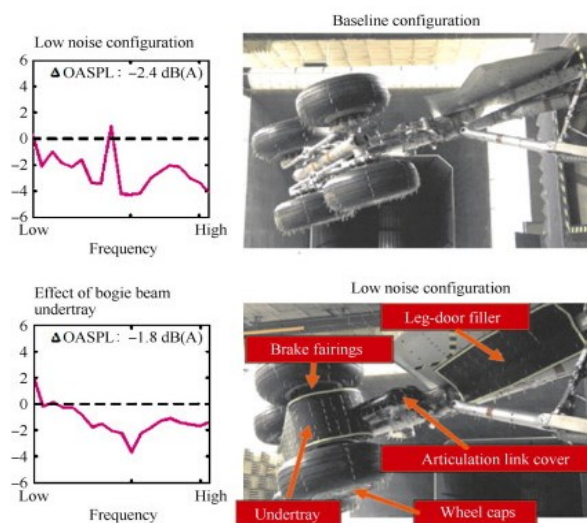 Baseline configuration
Low noise configuration
Δ OASPL: −2.4 dB(A)
6
4
2
0
−2
−4
−6
Low
High
Frequency
Effect of bogie beam
undertray
Δ OASPL: −1.8 dB(A)
6
4
2
0
−2
−4
−6
Low
High
Frequency
Low noise configuration
Leg-door filler
Brake fairings
Articulation link cover
Undertray
Wheel caps